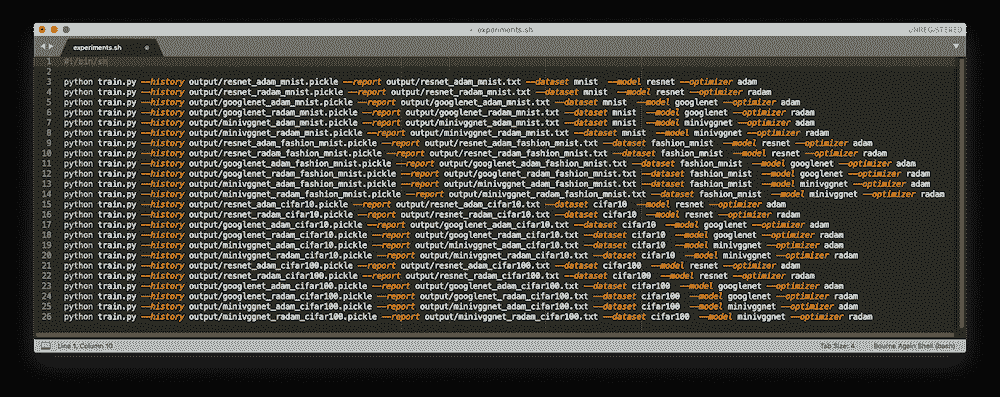 experiments.sh
UNREGISTERED
experiments.sh
1 #!/bin/sh
2
3 python train.py --history output/resnet_adam_mnist.pickle --report output/resnet_adam_mnist.txt --dataset mnist --model resnet --optimizer adam
4 python train.py --history output/resnet_radam_mnist.pickle --report output/resnet_radam_mnist.txt --dataset mnist --model resnet --optimizer radam
5 python train.py --history output/googlenet_adam_mnist.pickle --report output/googlenet_adam_mnist.txt --dataset mnist --model googlenet --optimizer adam
6 python train.py --history output/googlenet_radam_mnist.pickle --report output/googlenet_radam_mnist.txt --dataset mnist --model googlenet --optimizer radam
7 python train.py --history output/minivggnet_adam_mnist.pickle --report output/minivggnet_adam_mnist.txt --dataset mnist --model minivggnet --optimizer adam
8 python train.py --history output/minivggnet_radam_mnist.pickle --report output/minivggnet_radam_mnist.txt --dataset mnist --model minivggnet --optimizer radam
9 python train.py --history output/resnet_adam_fashion_mnist.pickle --report output/resnet_adam_fashion_mnist.txt --dataset fashion_mnist --model resnet --optimizer adam
10 python train.py --history output/resnet_radam_fashion_mnist.pickle --report output/resnet_radam_fashion_mnist.txt --dataset fashion_mnist --model resnet --optimizer radam
11 python train.py --history output/googlenet_adam_fashion_mnist.pickle --report output/googlenet_adam_fashion_mnist.txt --dataset fashion_mnist --model googlenet --optimizer adam
12 python train.py --history output/googlenet_radam_fashion_mnist.pickle --report output/googlenet_radam_fashion_mnist.txt --dataset fashion_mnist --model googlenet --optimizer radam
13 python train.py --history output/minivggnet_adam_fashion_mnist.pickle --report output/minivggnet_adam_fashion_mnist.txt --dataset fashion_mnist --model minivggnet --optimizer adam
14 python train.py --history output/minivggnet_radam_fashion_mnist.pickle --report output/minivggnet_radam_fashion_mnist.txt --dataset fashion_mnist --model minivggnet --optimizer radam
15 python train.py --history output/resnet_adam_cifar10.pickle --report output/resnet_adam_cifar10.txt --dataset cifar10 --model resnet --optimizer adam
16 python train.py --history output/resnet_radam_cifar10.pickle --report output/resnet_radam_cifar10.txt --dataset cifar10 --model resnet --optimizer radam
17 python train.py --history output/googlenet_adam_cifar10.pickle --report output/googlenet_adam_cifar10.txt --dataset cifar10 --model googlenet --optimizer adam
18 python train.py --history output/googlenet_radam_cifar10.pickle --report output/googlenet_radam_cifar10.txt --dataset cifar10 --model googlenet --optimizer radam
19 python train.py --history output/minivggnet_adam_cifar10.pickle --report output/minivggnet_adam_cifar10.txt --dataset cifar10 --model minivggnet --optimizer adam
20 python train.py --history output/minivggnet_radam_cifar10.pickle --report output/minivggnet_radam_cifar10.txt --dataset cifar10 --model minivggnet --optimizer radam
21 python train.py --history output/resnet_adam_cifar100.pickle --report output/resnet_adam_cifar100.txt --dataset cifar100 --model resnet --optimizer adam
22 python train.py --history output/resnet_radam_cifar100.pickle --report output/resnet_radam_cifar100.txt --dataset cifar100 --model resnet --optimizer radam
23 python train.py --history output/googlenet_adam_cifar100.pickle --report output/googlenet_adam_cifar100.txt --dataset cifar100 --model googlenet --optimizer adam
24 python train.py --history output/googlenet_radam_cifar100.pickle --report output/googlenet_radam_cifar100.txt --dataset cifar100 --model googlenet --optimizer radam
25 python train.py --history output/minivggnet_adam_cifar100.pickle --report output/minivggnet_adam_cifar100.txt --dataset cifar100 --model minivggnet --optimizer adam
26 python train.py --history output/minivggnet_radam_cifar100.pickle --report output/minivggnet_radam_cifar100.txt --dataset cifar100 --model minivggnet --optimizer radam
Line 1, Column 10 Tab Size: 4 Bourne Again Shell (bash)